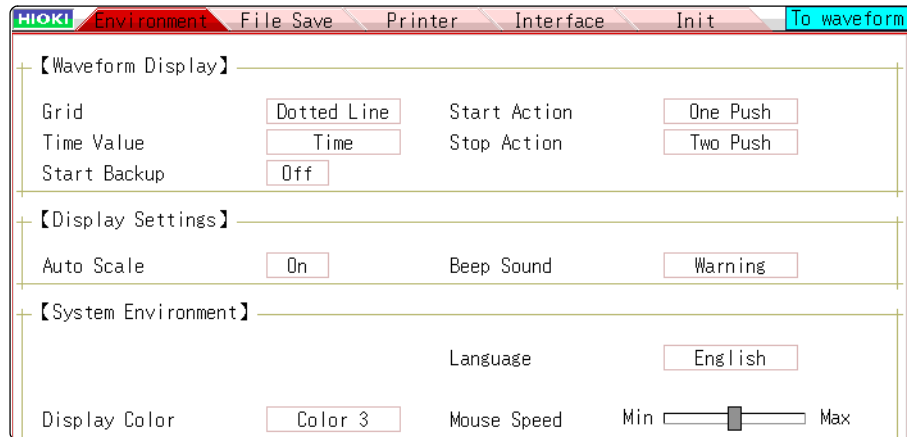 HIOKI Environment File Save Printer Interface Init To waveform
【Waveform Display】
Grid Dotted Line Start Action One Push
Time Value Time Stop Action Two Push
Start Backup Off
【Display Settings】
Auto Scale On Beep Sound Warning
【System Environment】
Language English
Display Color Color 3 Mouse Speed Min Max